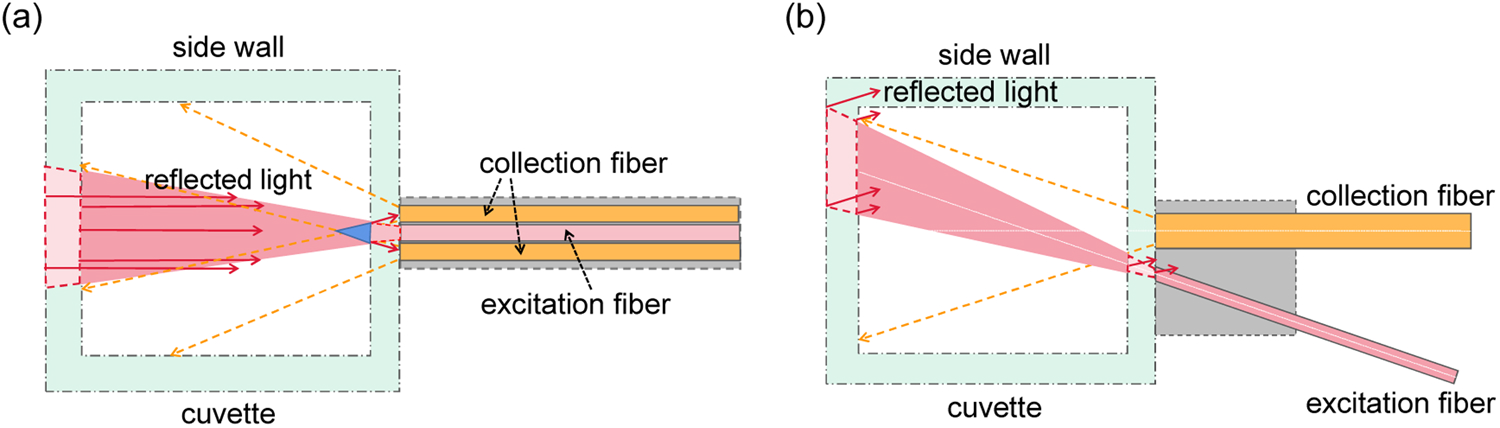 (a)
side wall
reflected light
collection fiber
excitation fiber
cuvette
(b)
side wall
reflected light
collection fiber
excitation fiber
cuvette